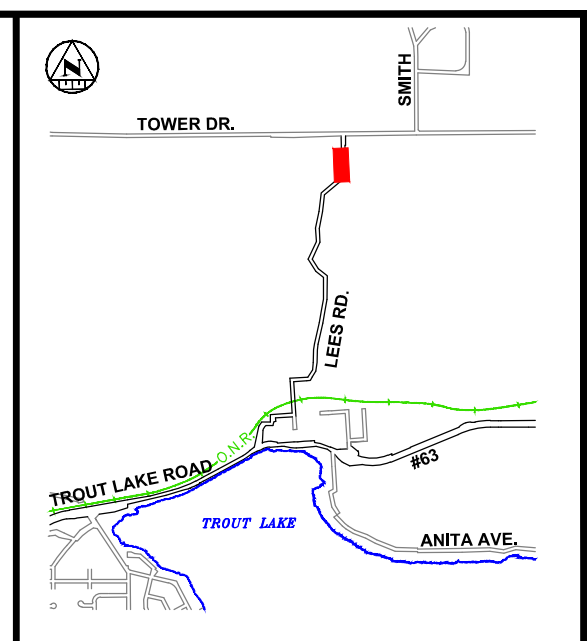 N
SMITH
TOWER DR.
LEES RD.
O.N.R.
TROUT LAKE ROAD
#63
TROUT LAKE
ANITA AVE.